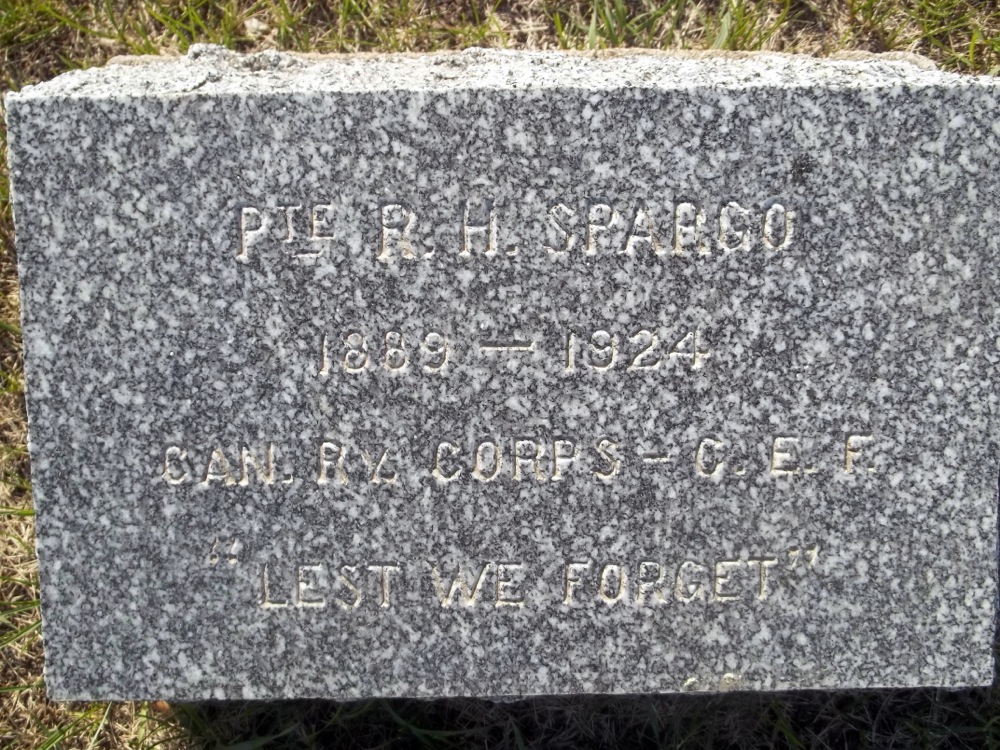 PTE R. H. SPARGO
1889 — 1924
CAN. RY. CORPS — C. E. F.
"LEST WE FORGET"